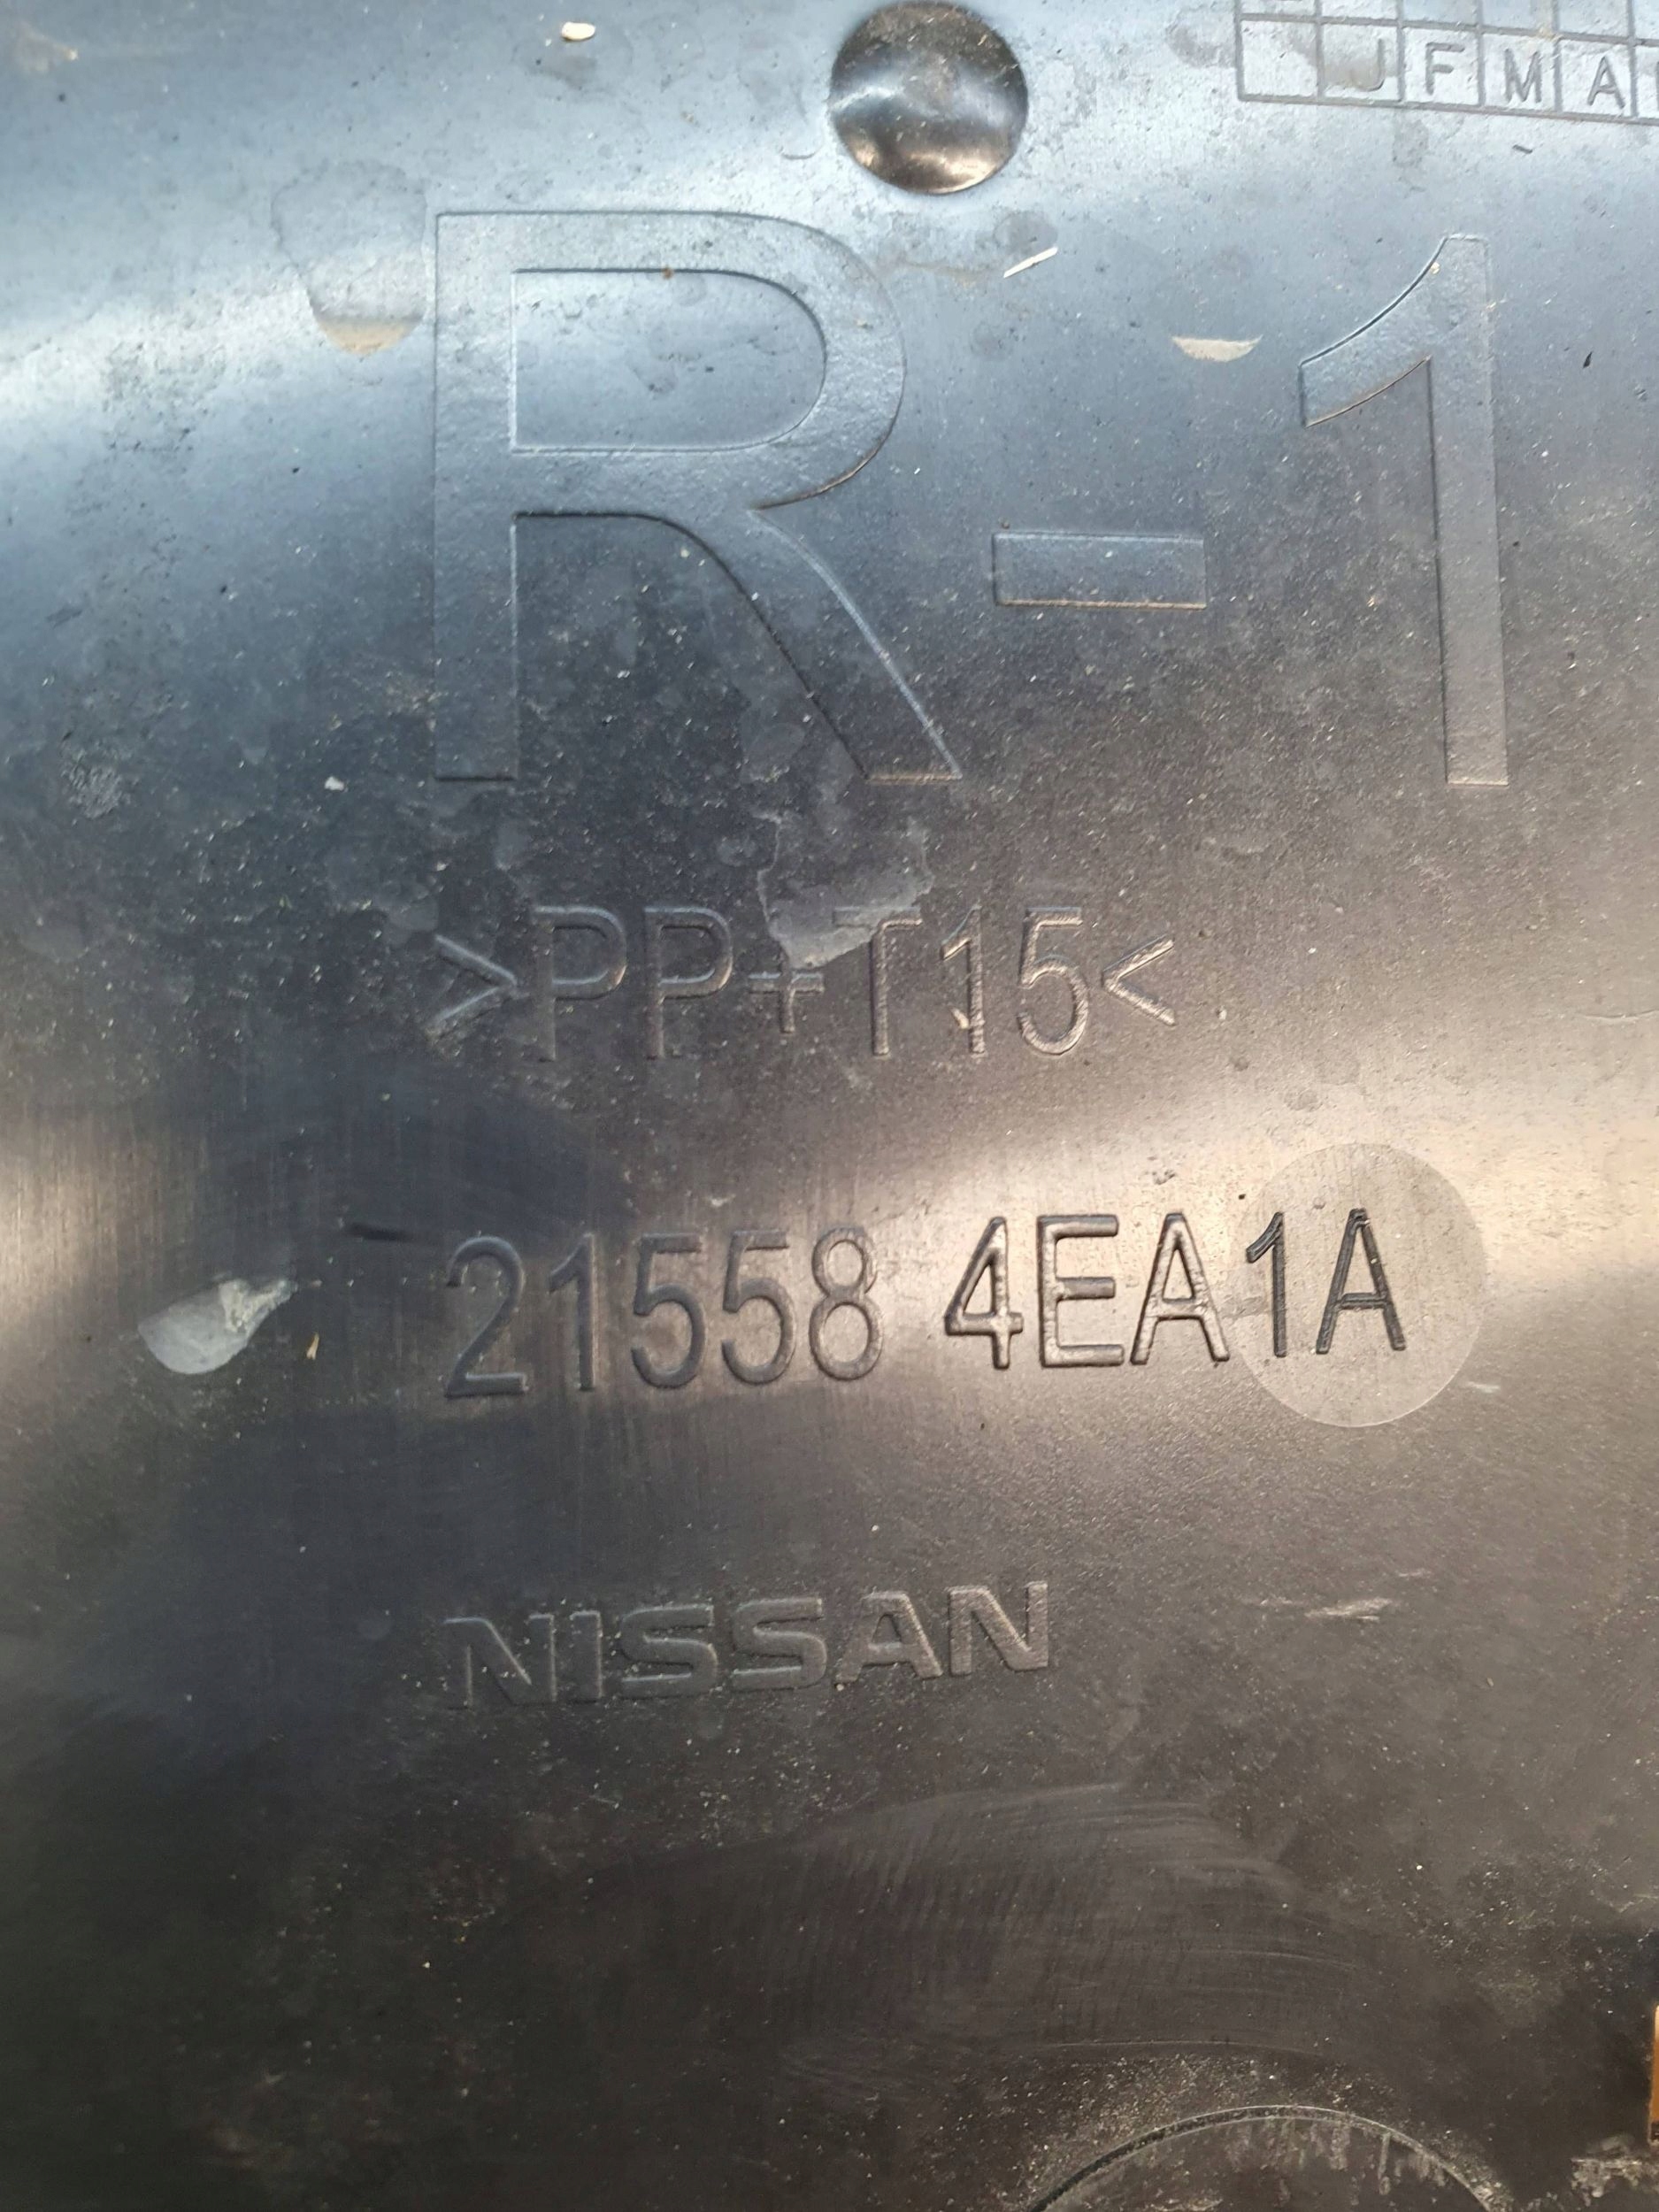 J F M A
R-1
>PP+T15<
21558 4EA1A
NISSAN